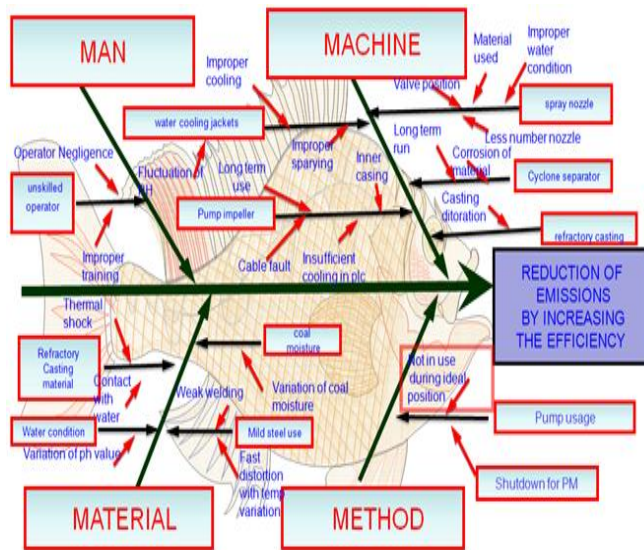 MAN
MACHINE
Improper
cooling
Material
used
Improper
water
condition
Valve position
spray nozzle
water cooling jackets
Less number nozzle
Operator Negligence
Fluctuation of
PH
Improper
sparying
Long term
run
Corrosion of
material
Cyclone separator
unskilled
operator
Long term
use
Inner
casing
Casting
ditoration
Pump impeller
refractory casting
Improper
training
Cable fault
Insufficient
cooling in plc
REDUCTION OF
EMISSIONS
BY INCREASING
THE EFFICIENCY
Thermal
shock
coal
moisture
Refractory
Casting
material
Contact
with
water
Weak welding
Variation of coal
moisture
Not in use
during ideal
position
Pump usage
Water condition
Variation of ph value
Mild steel use
Fast
distortion
with temp
variation
Shutdown for PM
MATERIAL
METHOD